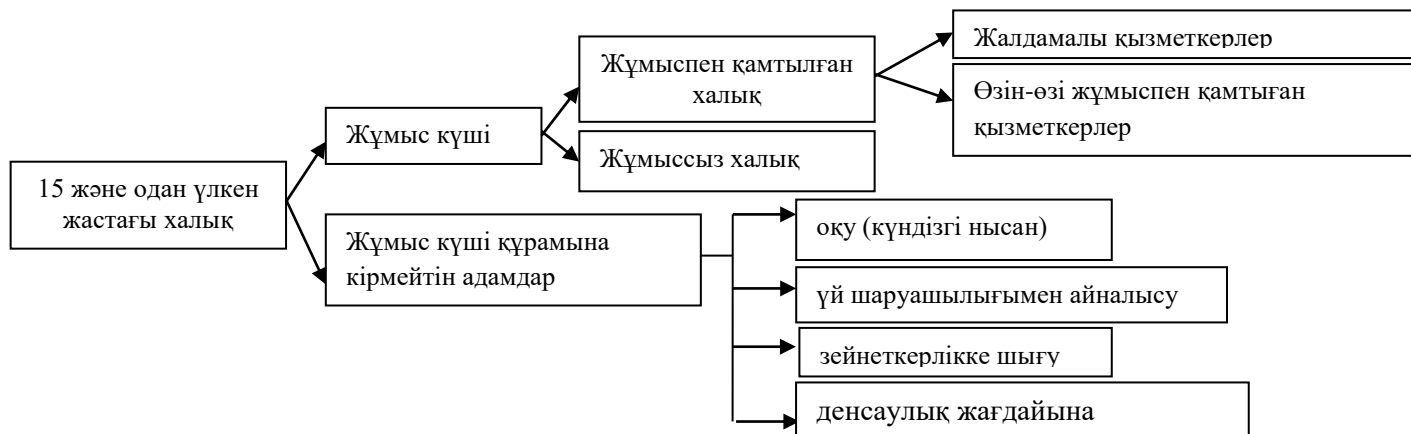 15 және одан үлкен
жастағы халық
Жұмыс күші
Жұмыспен қамтылған
халық
Жалдамалы қызметкерлер
Өзін-өзі жұмыспен қамтыған
қызметкерлер
Жұмыссыз халық
Жұмыс күші құрамына
кірмейтін адамдар
оқу (күндізгі нысан)
үй шаруашылығымен айналысу
зейнеткерлікке шығу
денсаулық жағдайына